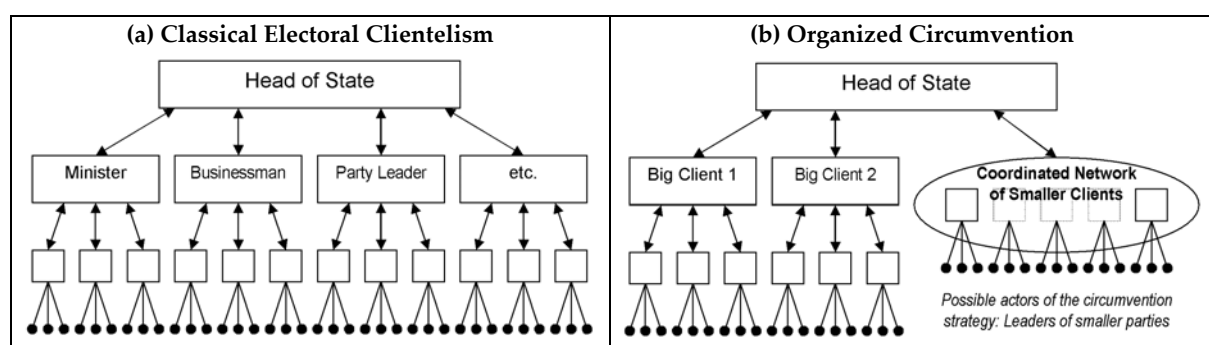 (a) Classical Electoral Clientelism
Head of State
Minister
Businessman
Party Leader
etc.
(b) Organized Circumvention
Head of State
Big Client 1
Big Client 2
Coordinated Network
of Smaller Clients
Possible actors of the circumvention
strategy: Leaders of smaller parties